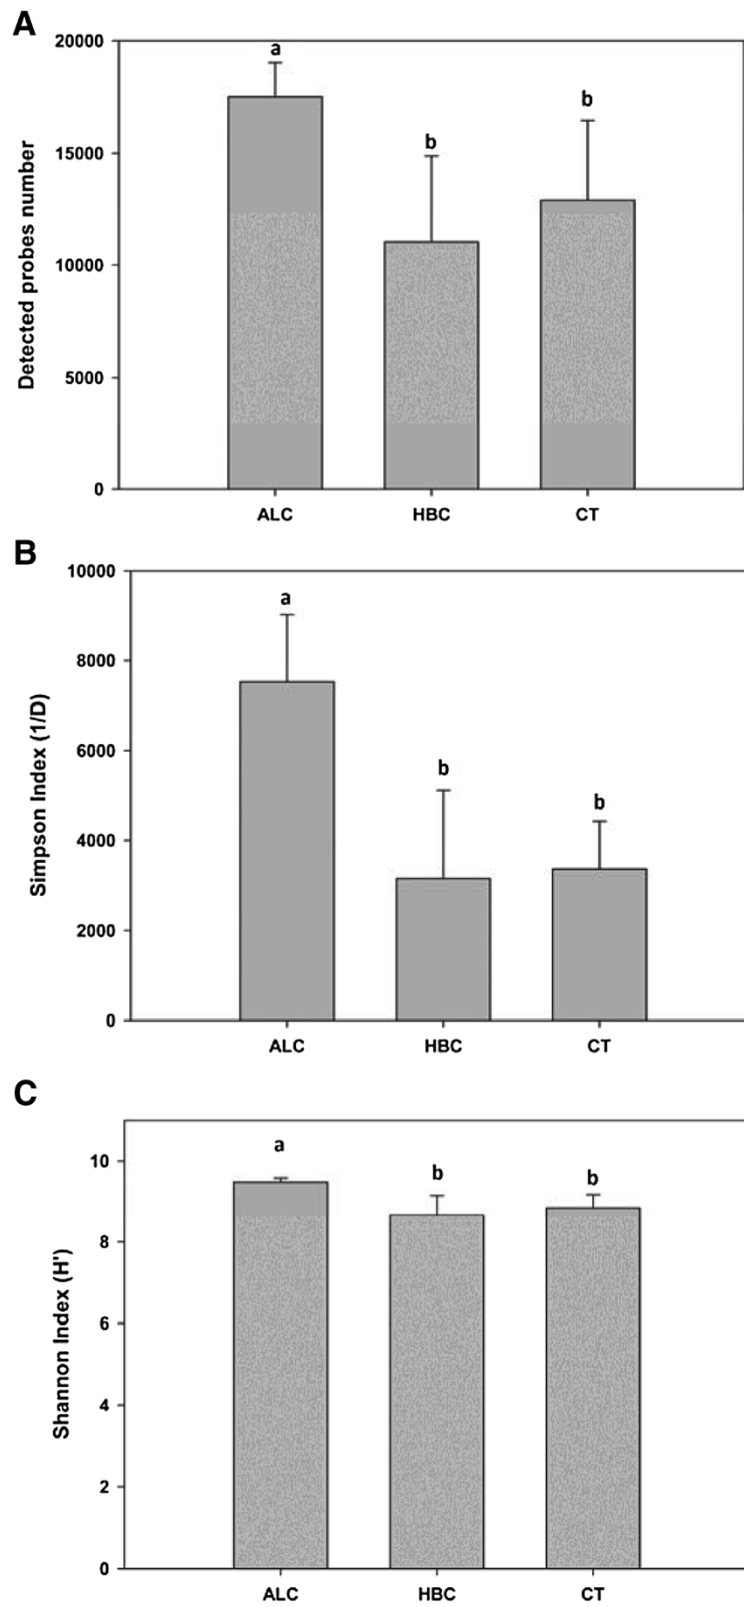 A
Detected probes number
20000
15000
10000
5000
0
a
b
b
ALC HBC CT
B
Simpson Index (1/D)
10000
8000
6000
4000
2000
0
a
b
b
ALC HBC CT
C
Shannon Index (H')
10
8
6
4
2
0
a
b
b
ALC HBC CT